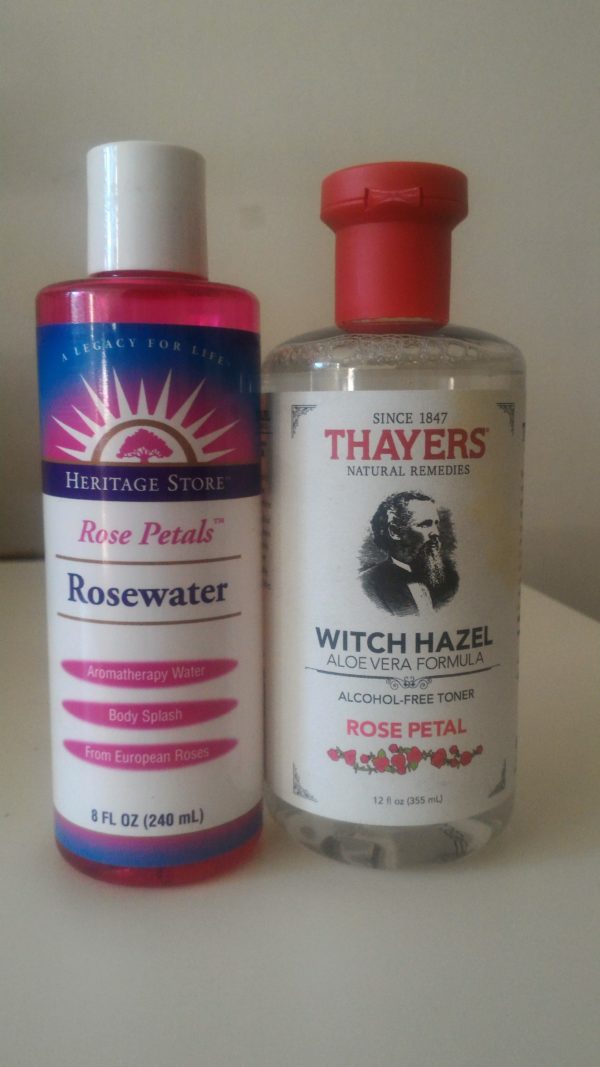 A LEGACY FOR LIFE™
HERITAGE STORE™
Rose Petals™
Rosewater
Aromatherapy Water
Body Splash
From European Roses
8 FL OZ (240 mL)
SINCE 1847
THAYERS®
NATURAL REMEDIES
WITCH HAZEL
ALOE VERA FORMULA
ALCOHOL-FREE TONER
ROSE PETAL
12 fl oz (355 mL)